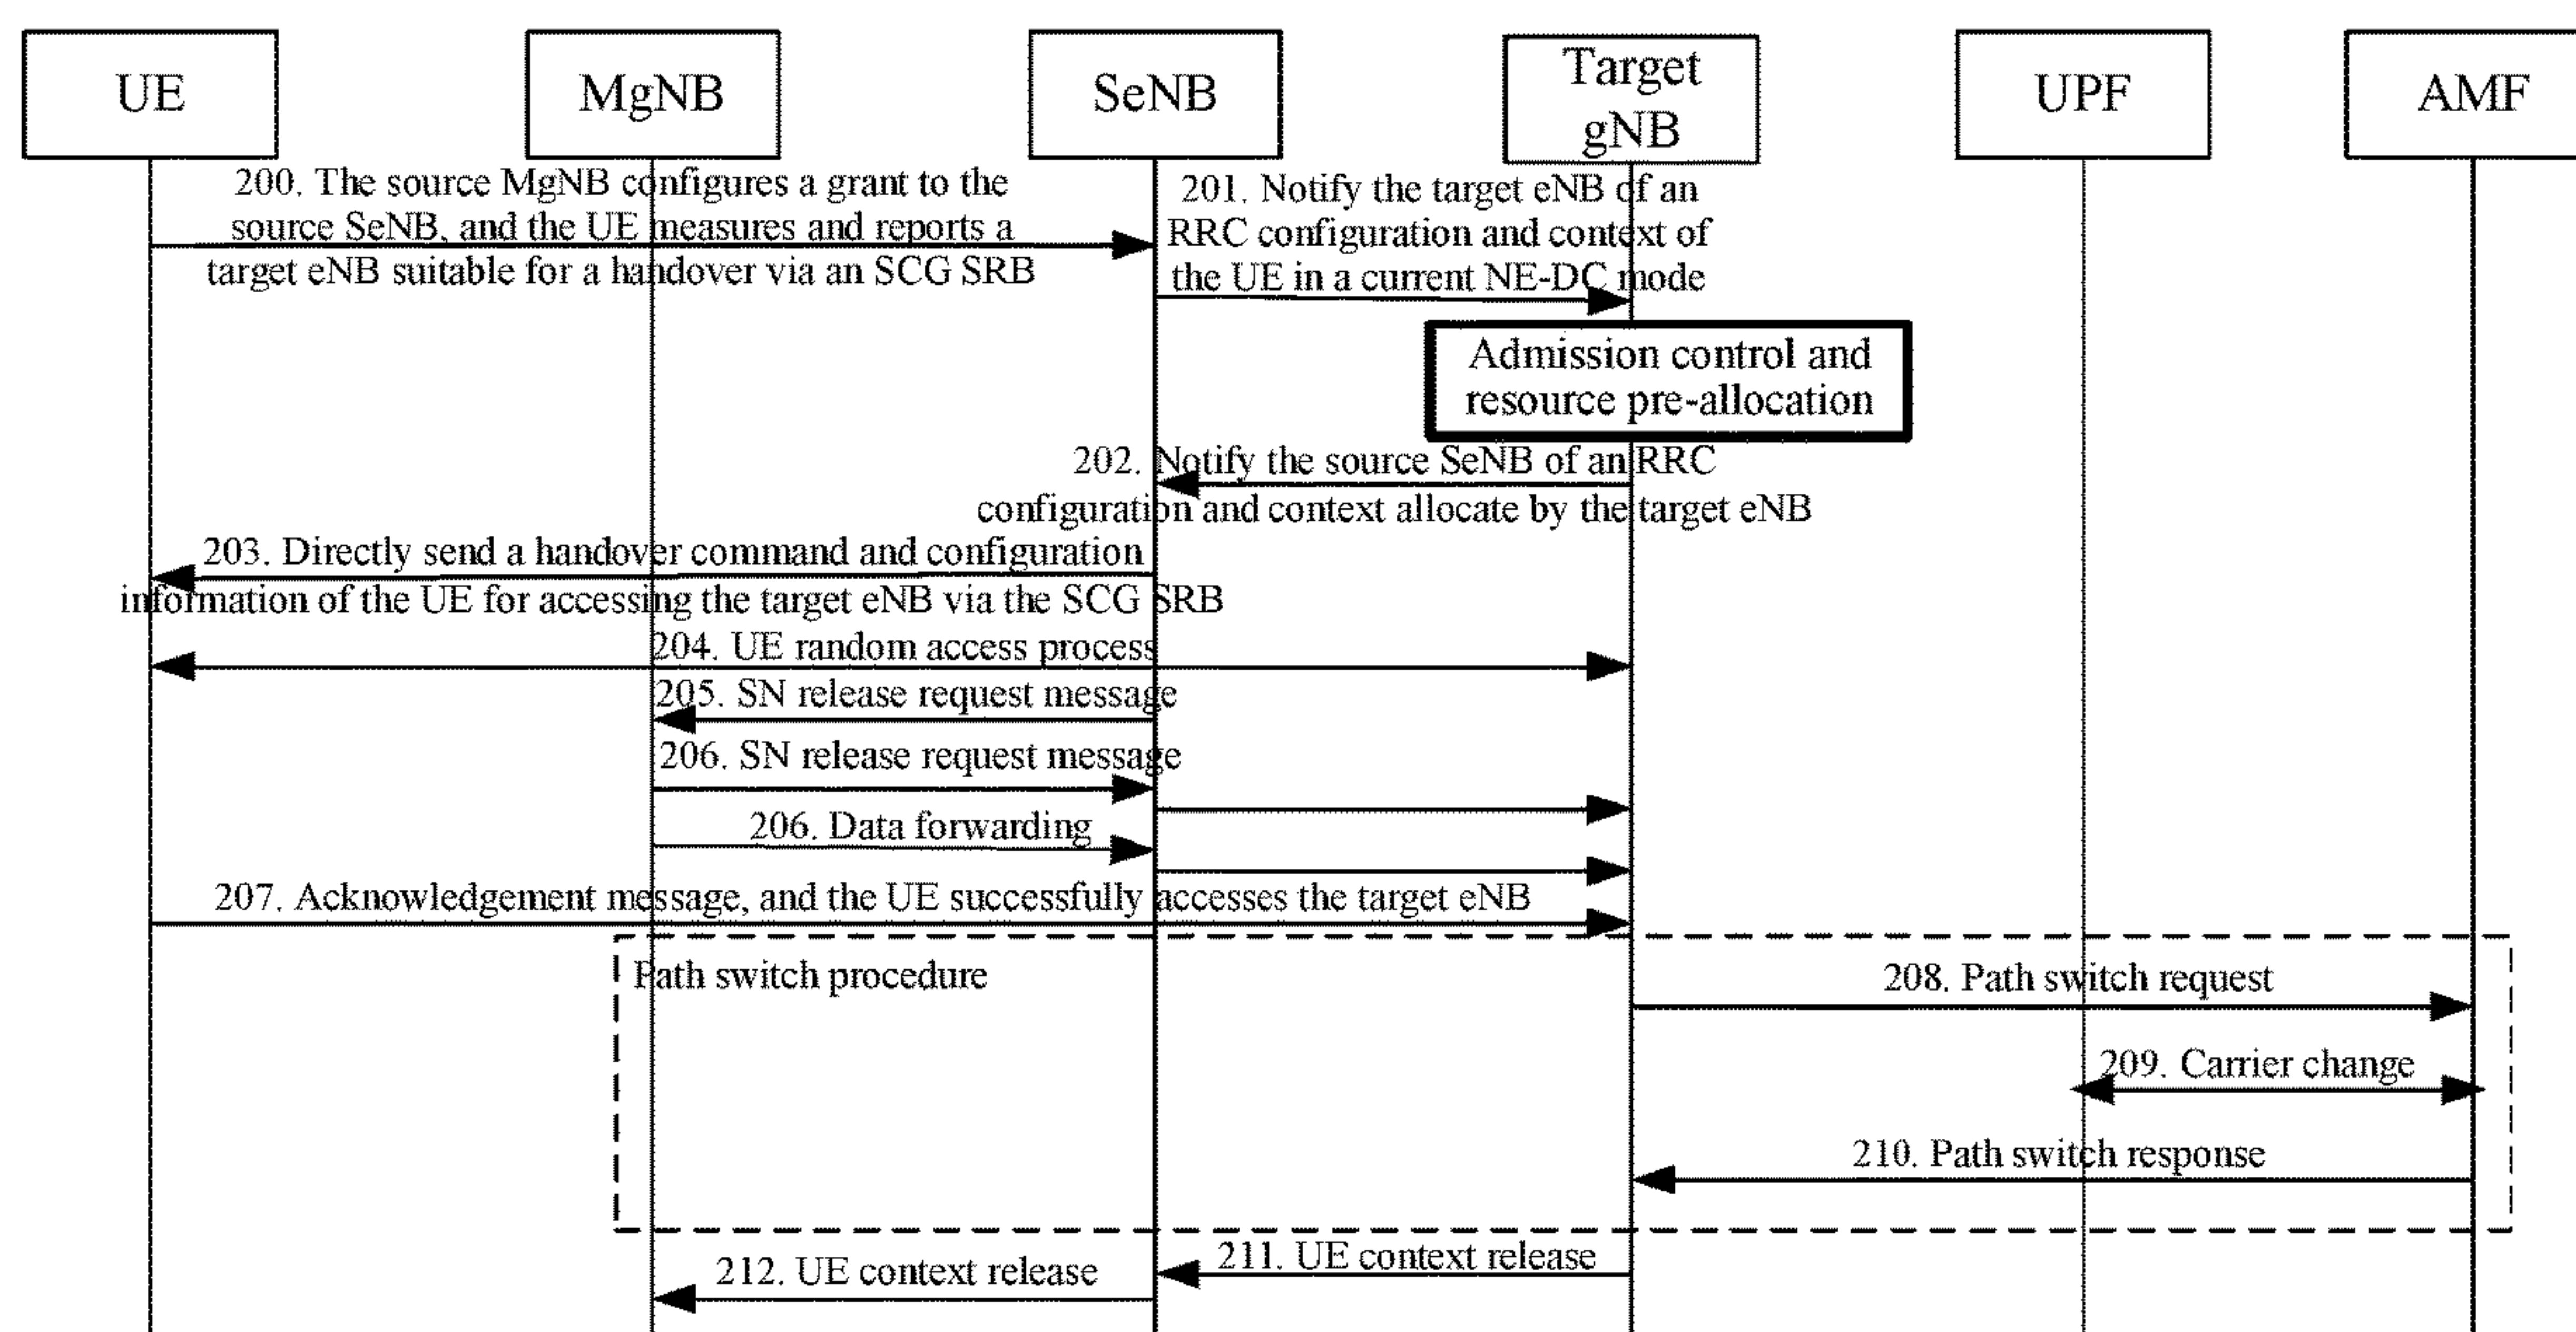 UE
MgNB
SeNB
Target
gNB
UPF
AMF
200. The source MgNB configures a grant to the
source SeNB, and the UE measures and reports a
target eNB suitable for a handover via an SCG SRB
201. Notify the target eNB of an
RRC configuration and context of
the UE in a current NE-DC mode
Admission control and
resource pre-allocation
202. Notify the source SeNB of an RRC
configuration and context allocate by the target eNB
203. Directly send a handover command and configuration
information of the UE for accessing the target eNB via the SCG SRB
204. UE random access process
205. SN release request message
206. SN release request message
206. Data forwarding
207. Acknowledgement message, and the UE successfully accesses the target eNB
Path switch procedure
208. Path switch request
209. Carrier change
210. Path switch response
211. UE context release
212. UE context release